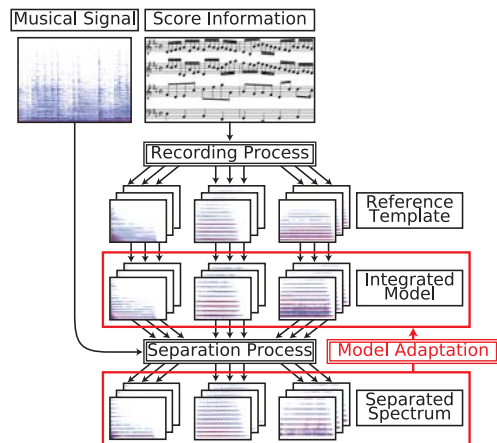 Musical Signal
Score Information
Recording Process
Reference
Template
Integrated
Model
Separation Process
Model Adaptation
Separated
Spectrum